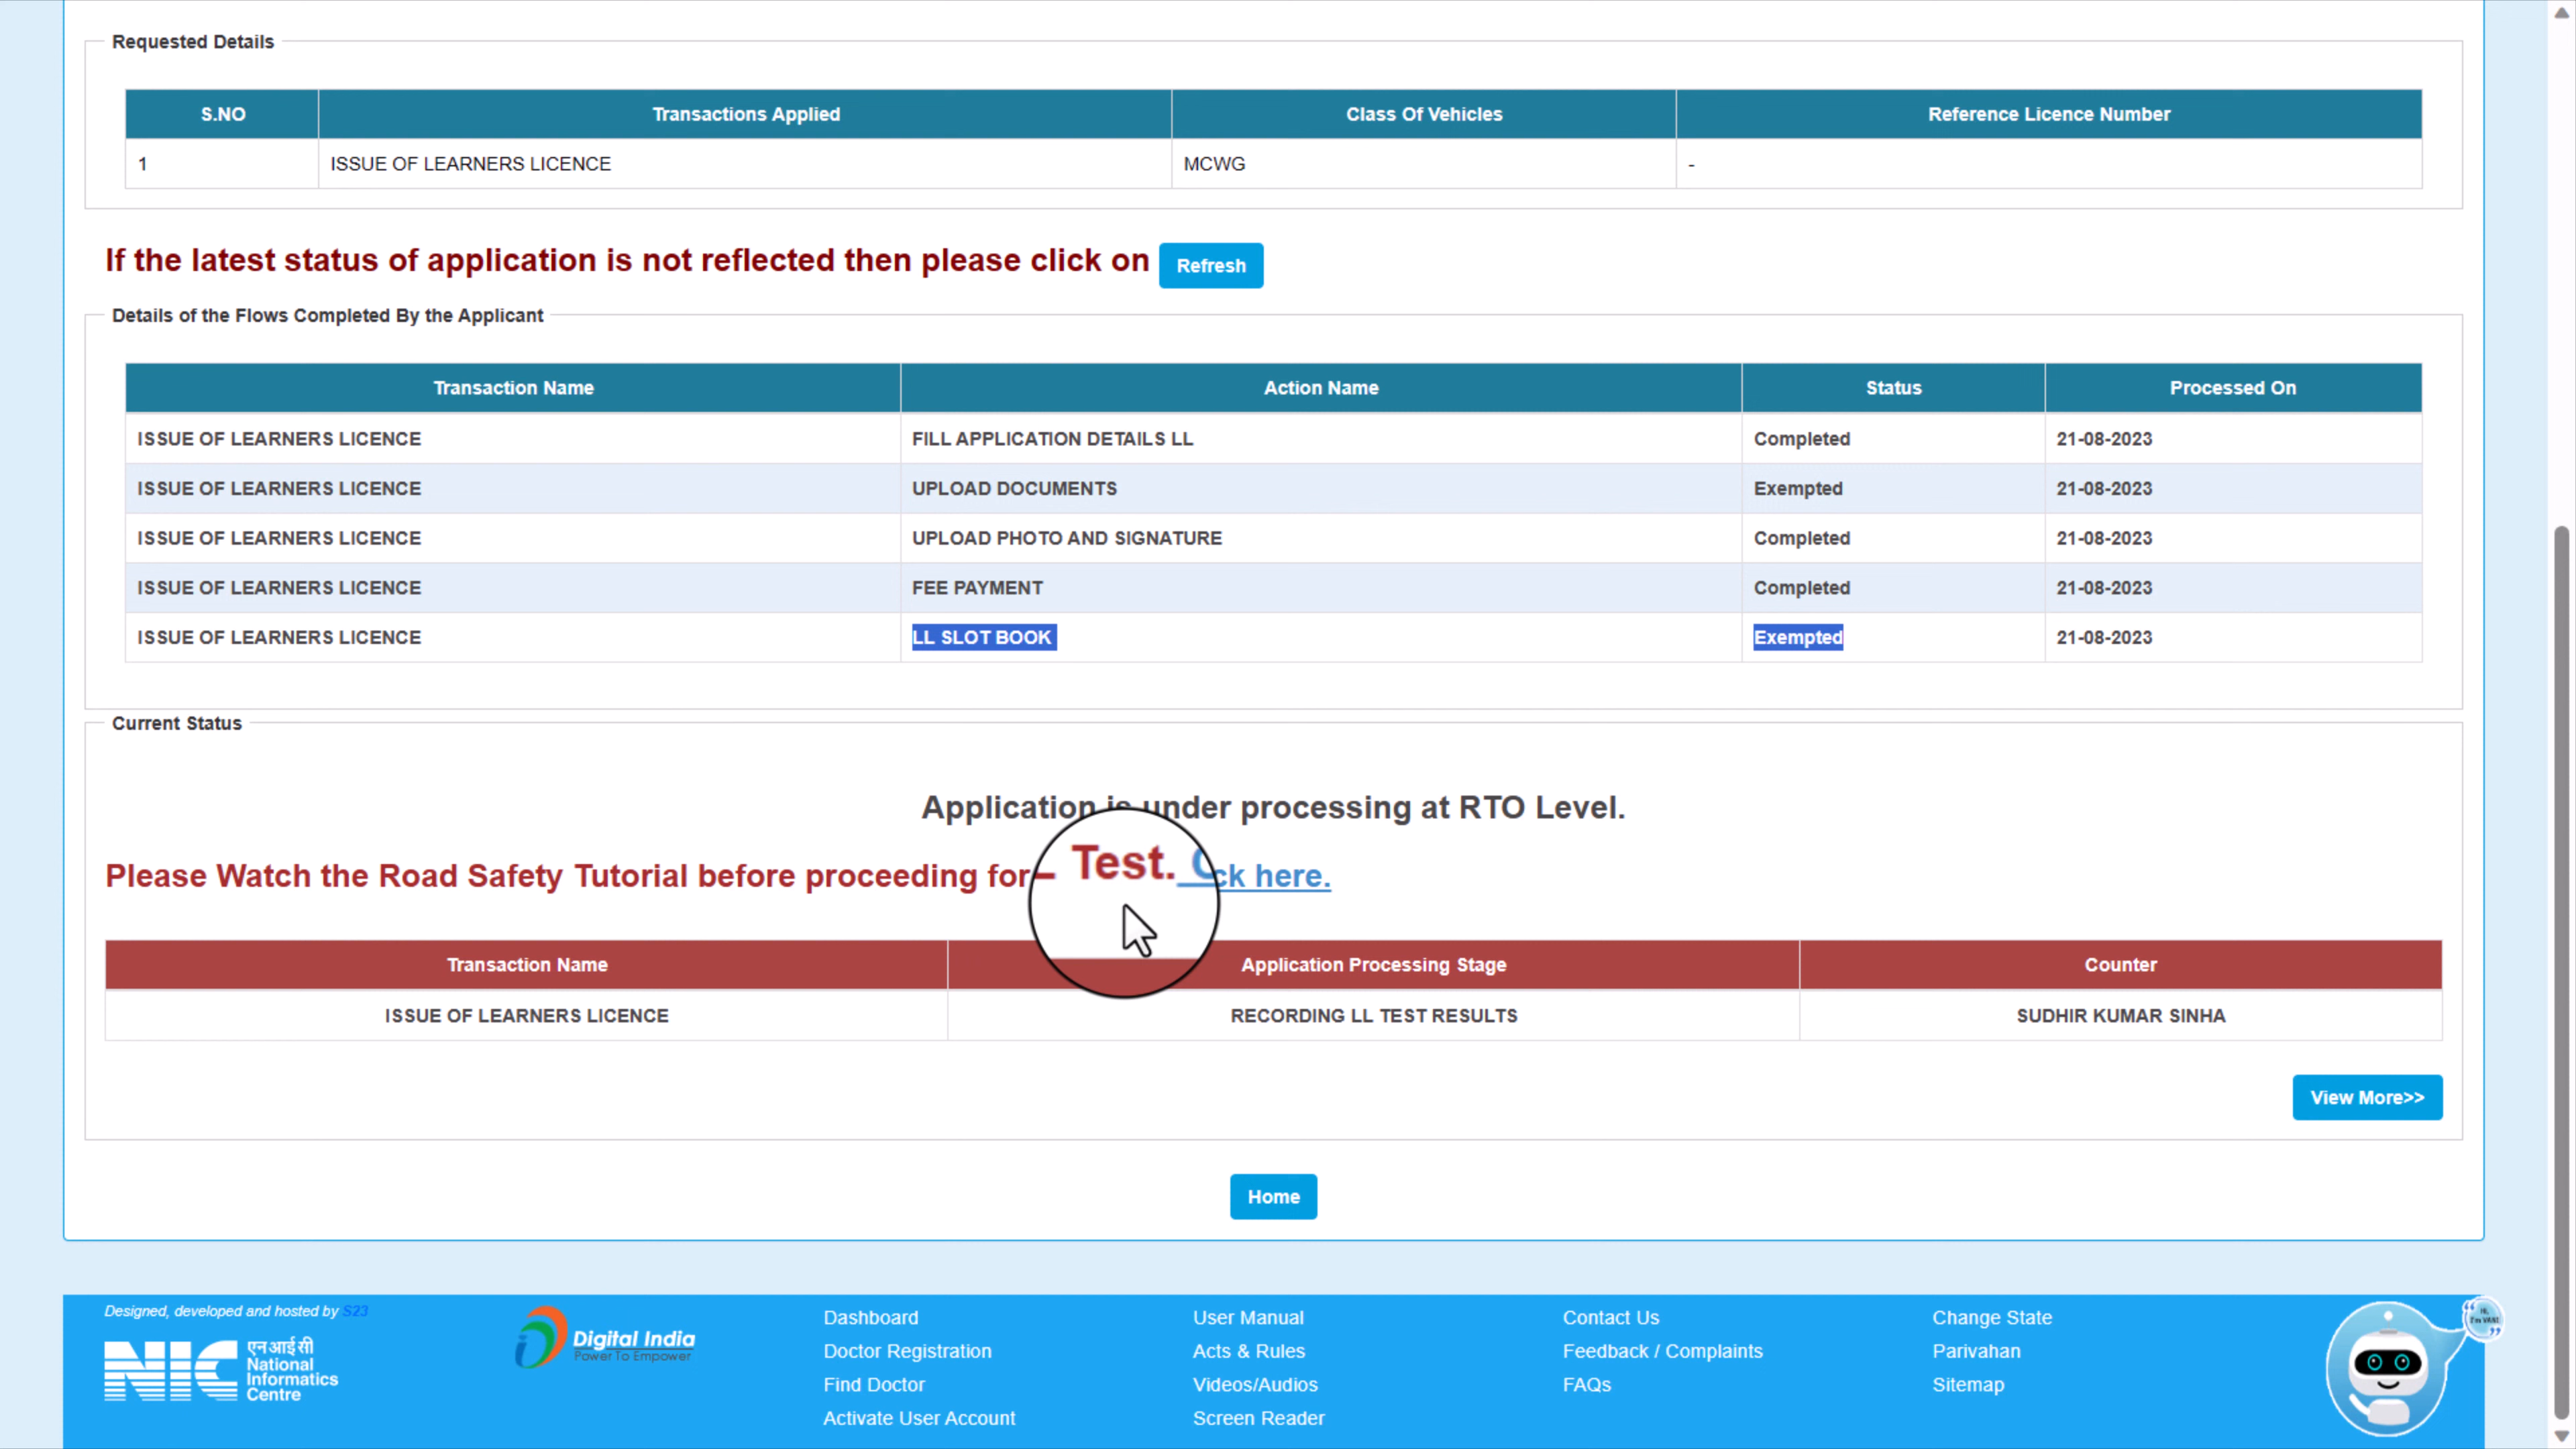 Requested Details
S.NO Transactions Applied Class Of Vehicles Reference Licence Number
1 ISSUE OF LEARNERS LICENCE MCWG -
If the latest status of application is not reflected then please click on Refresh
Details of the Flows Completed By the Applicant
Transaction Name Action Name Status Processed On
ISSUE OF LEARNERS LICENCE FILL APPLICATION DETAILS LL Completed 21-08-2023
ISSUE OF LEARNERS LICENCE UPLOAD DOCUMENTS Exempted 21-08-2023
ISSUE OF LEARNERS LICENCE UPLOAD PHOTO AND SIGNATURE Completed 21-08-2023
ISSUE OF LEARNERS LICENCE FEE PAYMENT Completed 21-08-2023
ISSUE OF LEARNERS LICENCE LL SLOT BOOK Exempted 21-08-2023
Current Status
Application is under processing at RTO Level.
Please Watch the Road Safety Tutorial before proceeding for Test. here.
Transaction Name Application Processing Stage Counter
ISSUE OF LEARNERS LICENCE RECORDING LL TEST RESULTS SUDHIR KUMAR SINHA
View More>>
Home
Designed, developed and hosted by S23
NIC एनआईसी
National
Informatics
Centre
Digital India
Power To Empower
Dashboard User Manual Contact Us Change State
Doctor Registration Acts & Rules Feedback / Complaints Parivahan
Find Doctor Videos/Audios FAQs Sitemap
Activate User Account Screen Reader
Hi,
I'm VANI